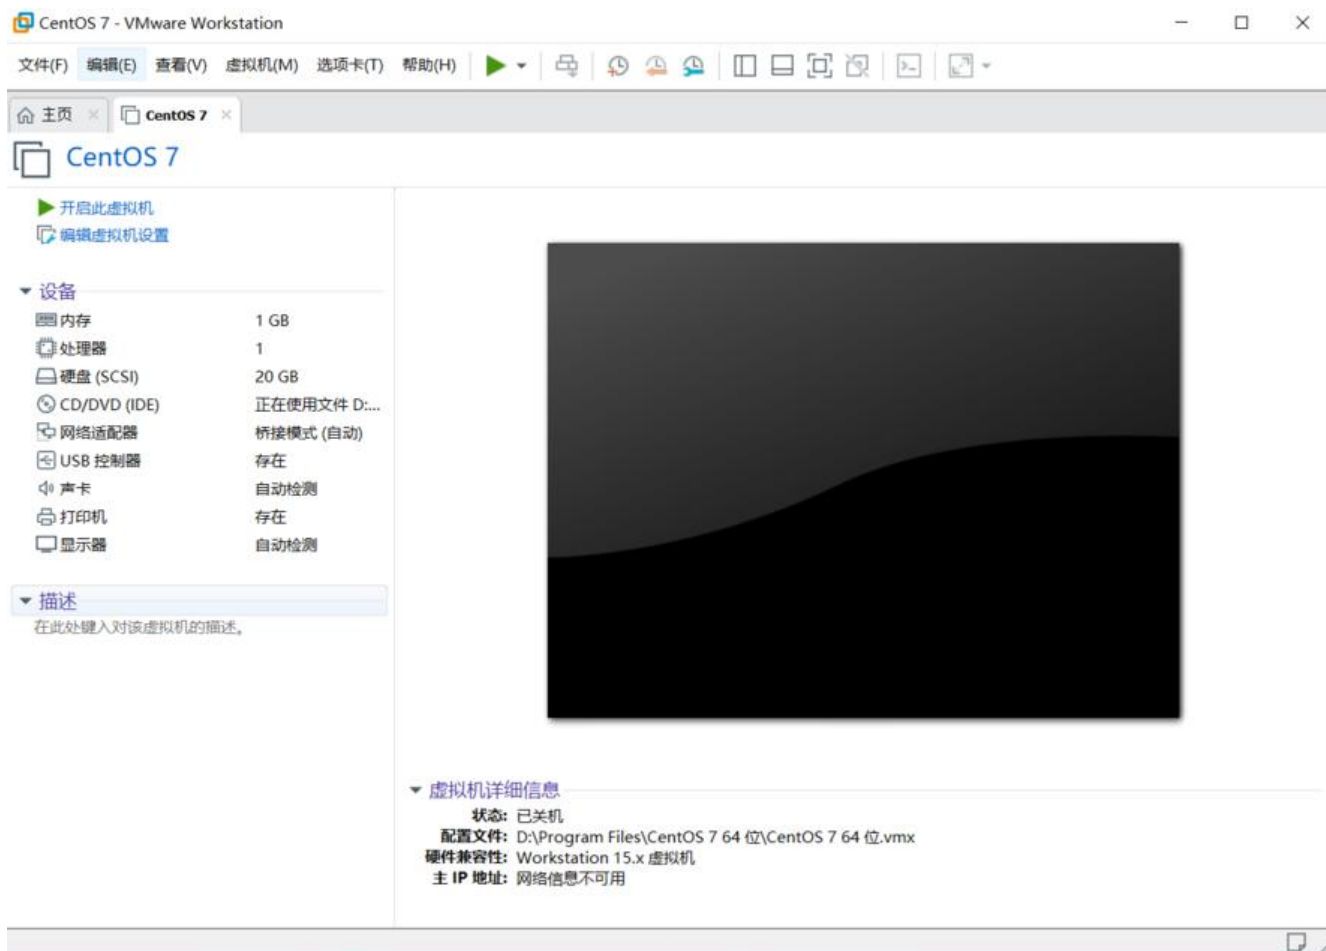 CentOS 7 - VMware Workstation
文件(F) 编辑(E) 查看(V) 虚拟机(M) 选项卡(T) 帮助(H)
主页 CentOS 7
CentOS 7
开启此虚拟机
编辑虚拟机设置
设备
内存 1 GB
处理器 1
硬盘 (SCSI) 20 GB
CD/DVD (IDE) 正在使用文件 D:...
网络适配器 桥接模式 (自动)
USB 控制器 存在
声卡 自动检测
打印机 存在
显示器 自动检测
描述
在此处键入对该虚拟机的描述。
虚拟机详细信息
状态: 已关机
配置文件: D:\Program Files\CentOS 7 64 位\CentOS 7 64 位.vmx
硬件兼容性: Workstation 15.x 虚拟机
主 IP 地址: 网络信息不可用